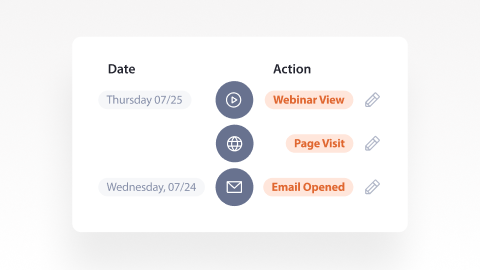 Date Action
Thursday 07/25 Webinar View
Page Visit
Wednesday, 07/24 Email Opened